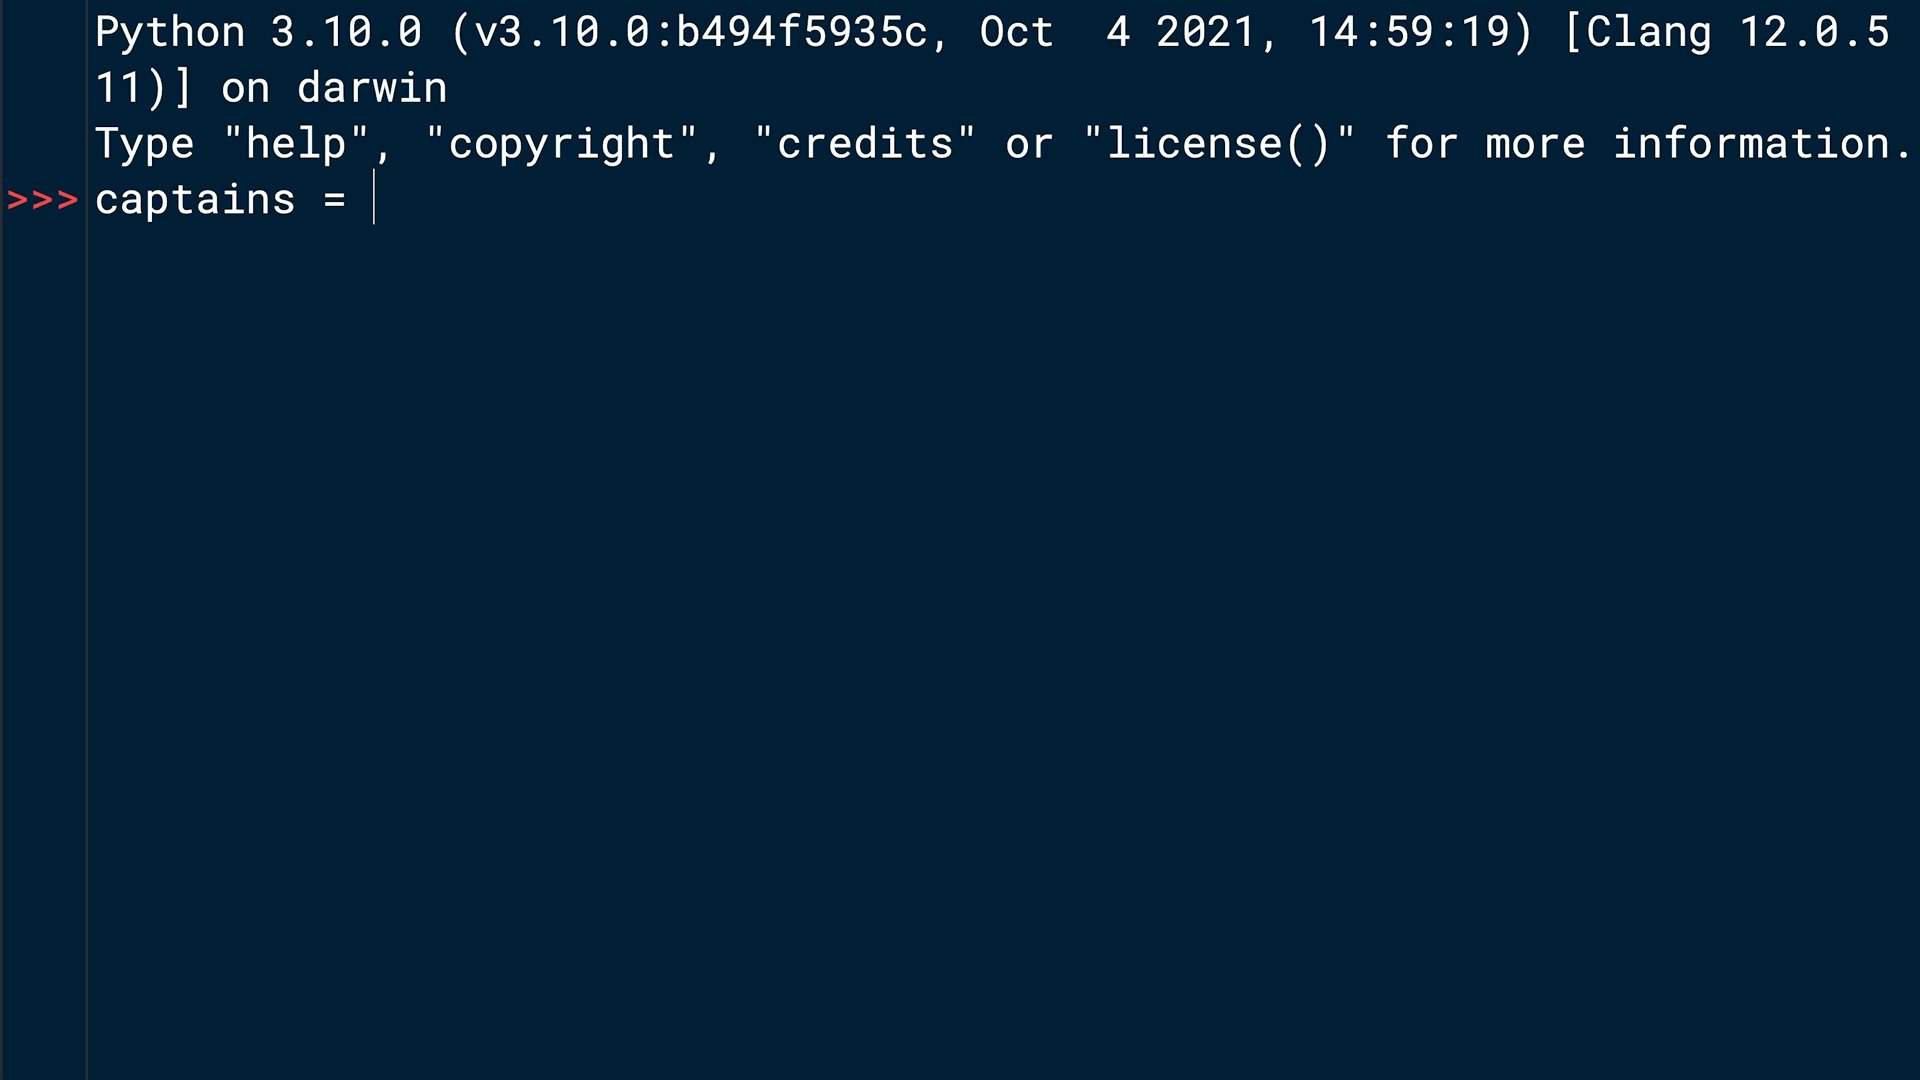 Python 3.10.0 (v3.10.0:b494f5935c, Oct  4 2021, 14:59:19) [Clang 12.0.5
11)] on darwin
Type "help", "copyright", "credits" or "license()" for more information.
>>> captains =